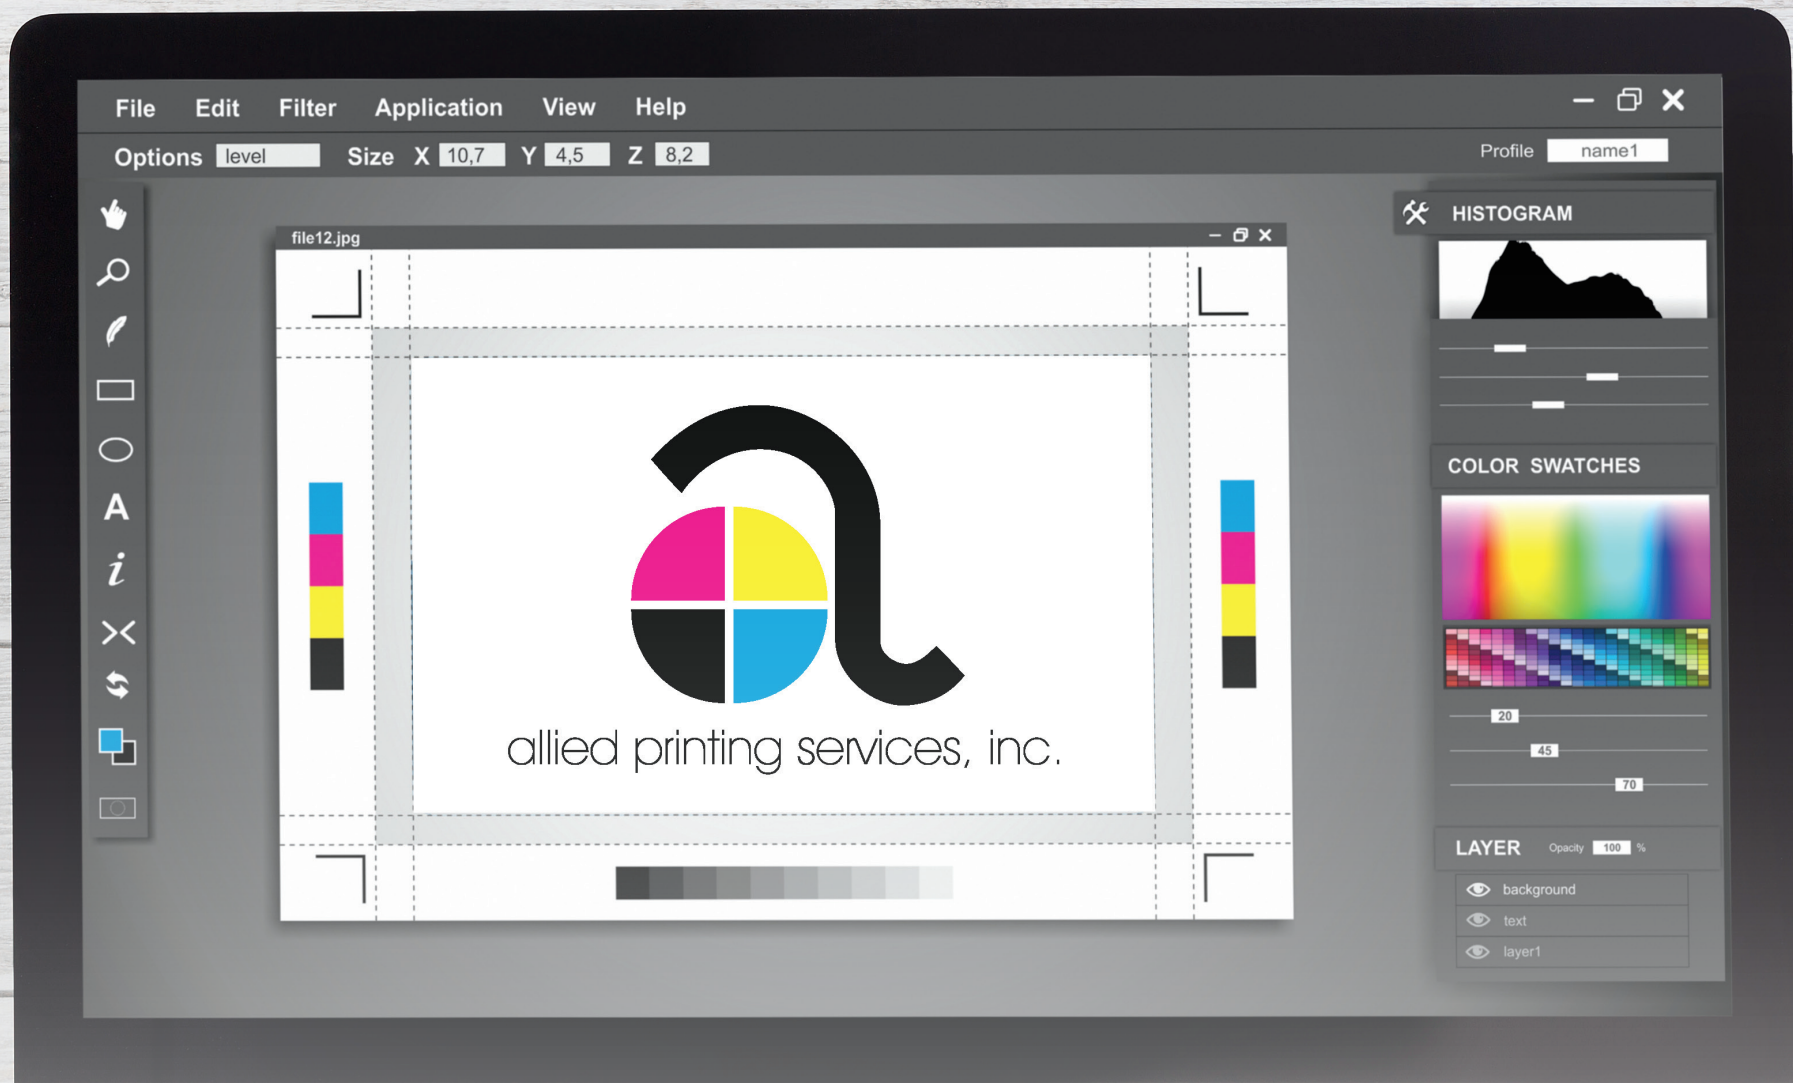 File Edit Filter Application View Help
Options level Size X 10,7 Y 4,5 Z 8,2 Profile name1
file12.jpg
HISTOGRAM
A
i
COLOR SWATCHES
allied printing services, inc.
20
45
70
LAYER Opacity 100 %
background
text
layer1